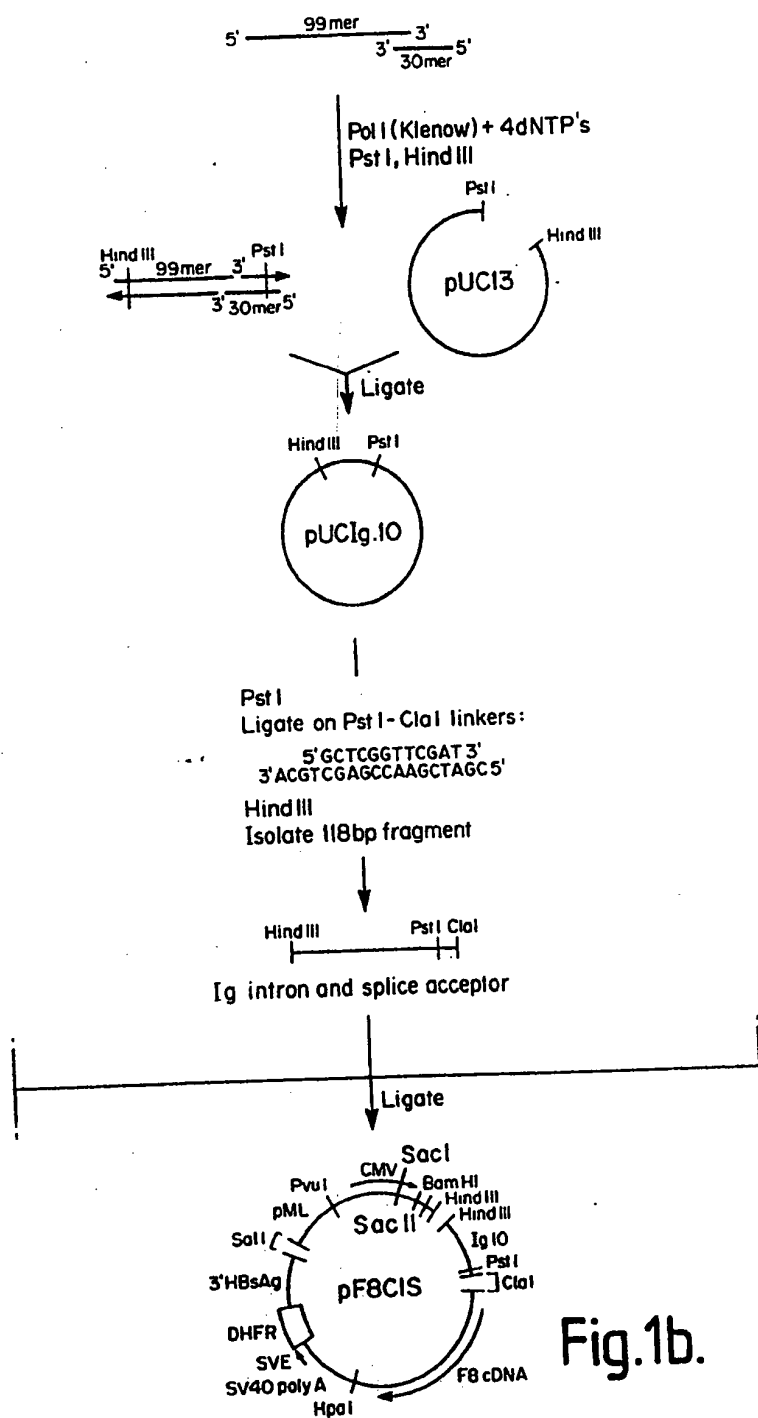 99mer
5' 3'
3' 5'
30mer
Pol I (Klenow) + 4dNTP's
Pst I, Hind III
Pst I
Hind III
pUC13
Hind III Pst I
5' 99mer 3'
3' 30mer 5'
Ligate
Hind III Pst I
pUCIg.10
Pst I
Ligate on Pst I - Cla I linkers:
5'GCTCGGTTCGAT 3'
3'ACGTCGAGCCAAGCTAGC 5'
Hind III
Isolate 118bp fragment
Hind III Pst I Cla I
Ig intron and splice acceptor
Ligate
Sac I
CMV
Bam HI
Pvu I
Hind III
Hind III
pML
Sac II
Ig 10
Sal I
Pst I
Cla I
3'HBsAg
pF8CIS
DHFR
SVE
F8 cDNA
SV40 poly A
Hpa I
Fig.1b.